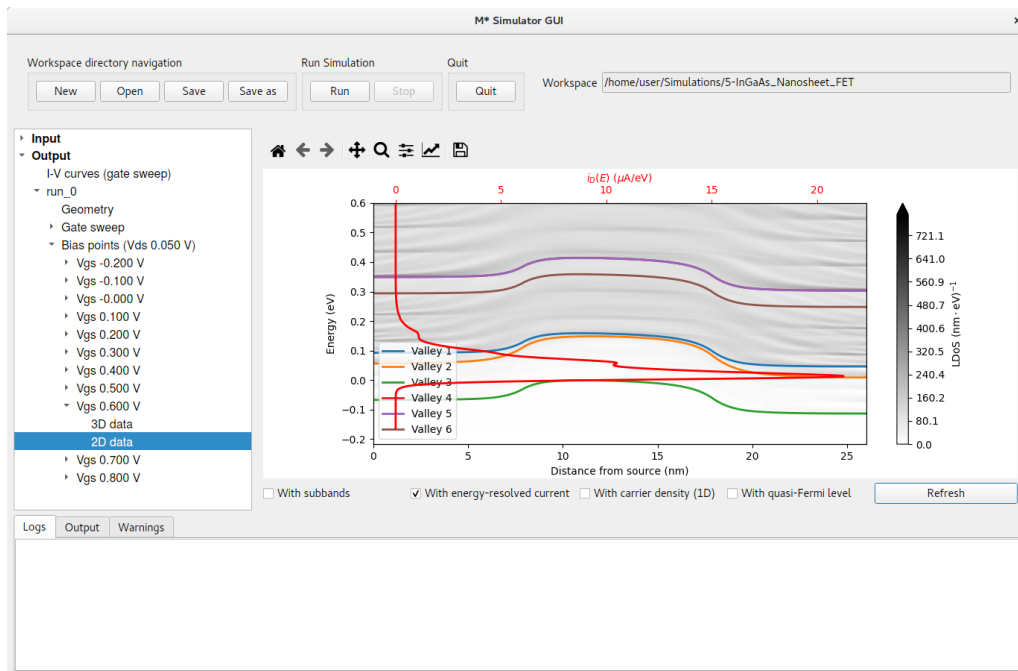 M* Simulator GUI
Workspace directory navigation
Run Simulation
Quit
New
Open
Save
Save as
Run
Stop
Quit
Workspace
/home/user/Simulations/5-InGaAs_Nanosheet_FET
Input
Output
I-V curves (gate sweep)
run_0
Geometry
Gate sweep
Bias points (Vds 0.050 V)
Vgs -0.200 V
Vgs -0.100 V
Vgs -0.000 V
Vgs 0.100 V
Vgs 0.200 V
Vgs 0.300 V
Vgs 0.400 V
Vgs 0.500 V
Vgs 0.600 V
3D data
2D data
Vgs 0.700 V
Vgs 0.800 V
i_D(E) (μA/eV)
0 5 10 15 20
0.6
0.5
0.4
0.3
0.2
0.1
0.0
−0.1
−0.2
Energy (eV)
Valley 1
Valley 2
Valley 3
Valley 4
Valley 5
Valley 6
0 5 10 15 20 25
Distance from source (nm)
721.1
641.0
560.9
480.7
400.6
320.5
240.4
160.2
80.1
0.0
LDoS (nm·eV)⁻¹
With subbands
With energy-resolved current
With carrier density (1D)
With quasi-Fermi level
Refresh
Logs
Output
Warnings